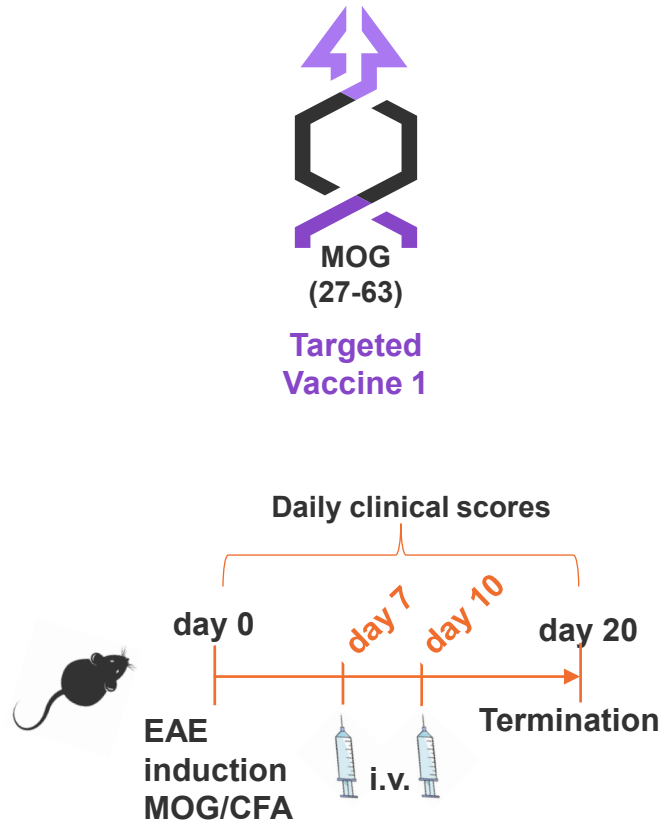 MOG
(27-63)
Targeted
Vaccine 1
Daily clinical scores
day 0
day 7
day 10
day 20
EAE
induction
MOG/CFA
i.v.
Termination